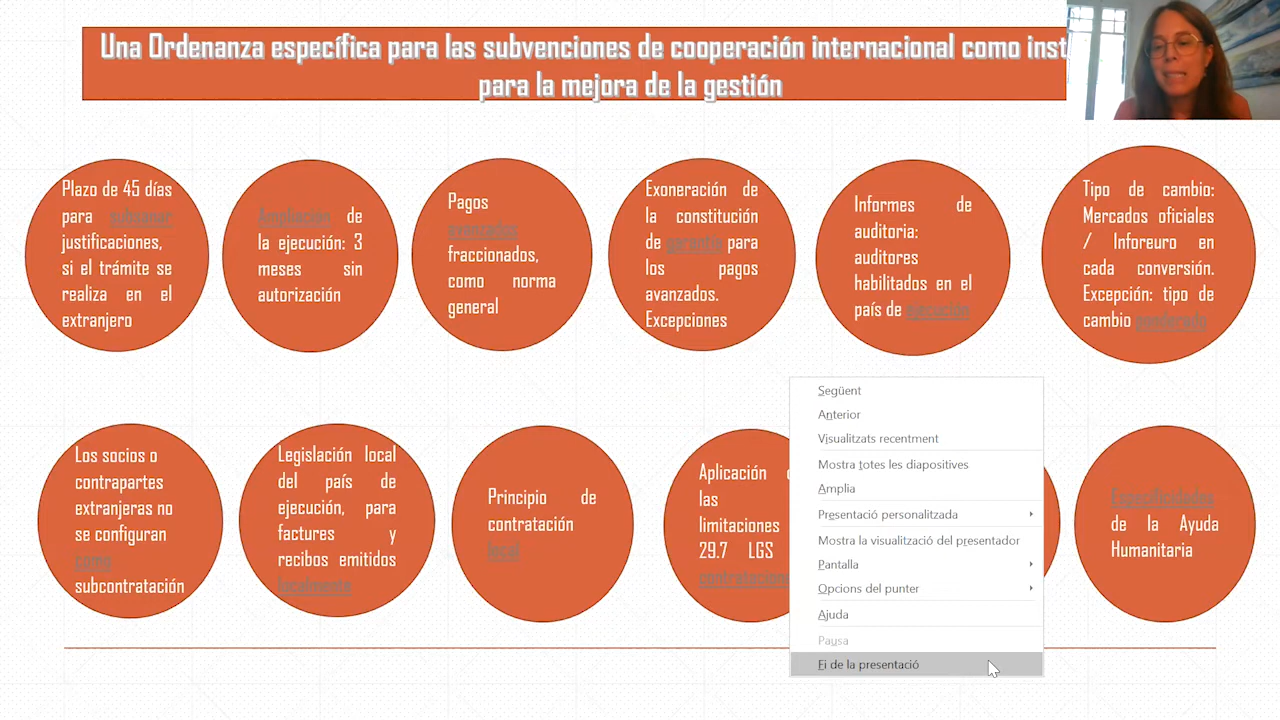 Una Ordenanza específica para las subvenciones de cooperación internacional como inst
para la mejora de la gestión
Plazo de 45 días
para subsanar
justificaciones,
si el trámite se
realiza en el
extranjero
Ampliación de
la ejecución: 3
meses sin
autorización
Pagos
avanzados
fraccionados,
como norma
general
Exoneración de
la constitución
de garantía para
los pagos
avanzados.
Excepciones
Informes de
auditoria:
auditores
habilitados en el
país de ejecución
Tipo de cambio:
Mercados oficiales
/ Inforeuro en
cada conversión.
Excepción: tipo de
cambio ponderado
Los socios o
contrapartes
extranjeras no
se configuran
como
subcontratación
Legislación local
del país de
ejecución, para
factures y
recibos emitidos
localmente
Principio de
contratación
local
Aplicación
las
limitaciones
29.7 LGS
Especificidades
de la Ayuda
Humanitaria
Següent
Anterior
Visualitzats recentment
Mostra totes les diapositives
Amplia
Presentació personalitzada
Mostra la visualització del presentador
Pantalla
Opcions del punter
Ajuda
Pausa
Fi de la presentació